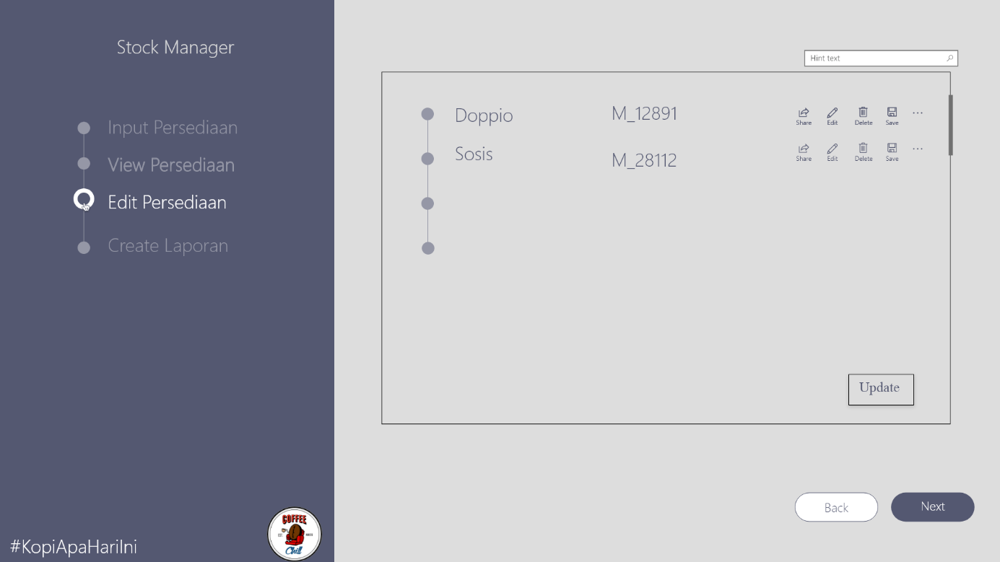 Stock Manager
Input Persediaan
View Persediaan
Edit Persediaan
Create Laporan
#KopiApaHariIni
COFFEE
EST.
Chill
Hint text
Doppio M_12891 Share Edit Delete Save ...
Sosis M_28112 Share Edit Delete Save ...
Update
Back Next